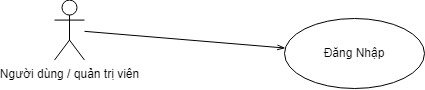 Đăng Nhập
Người dùng / quản trị viên